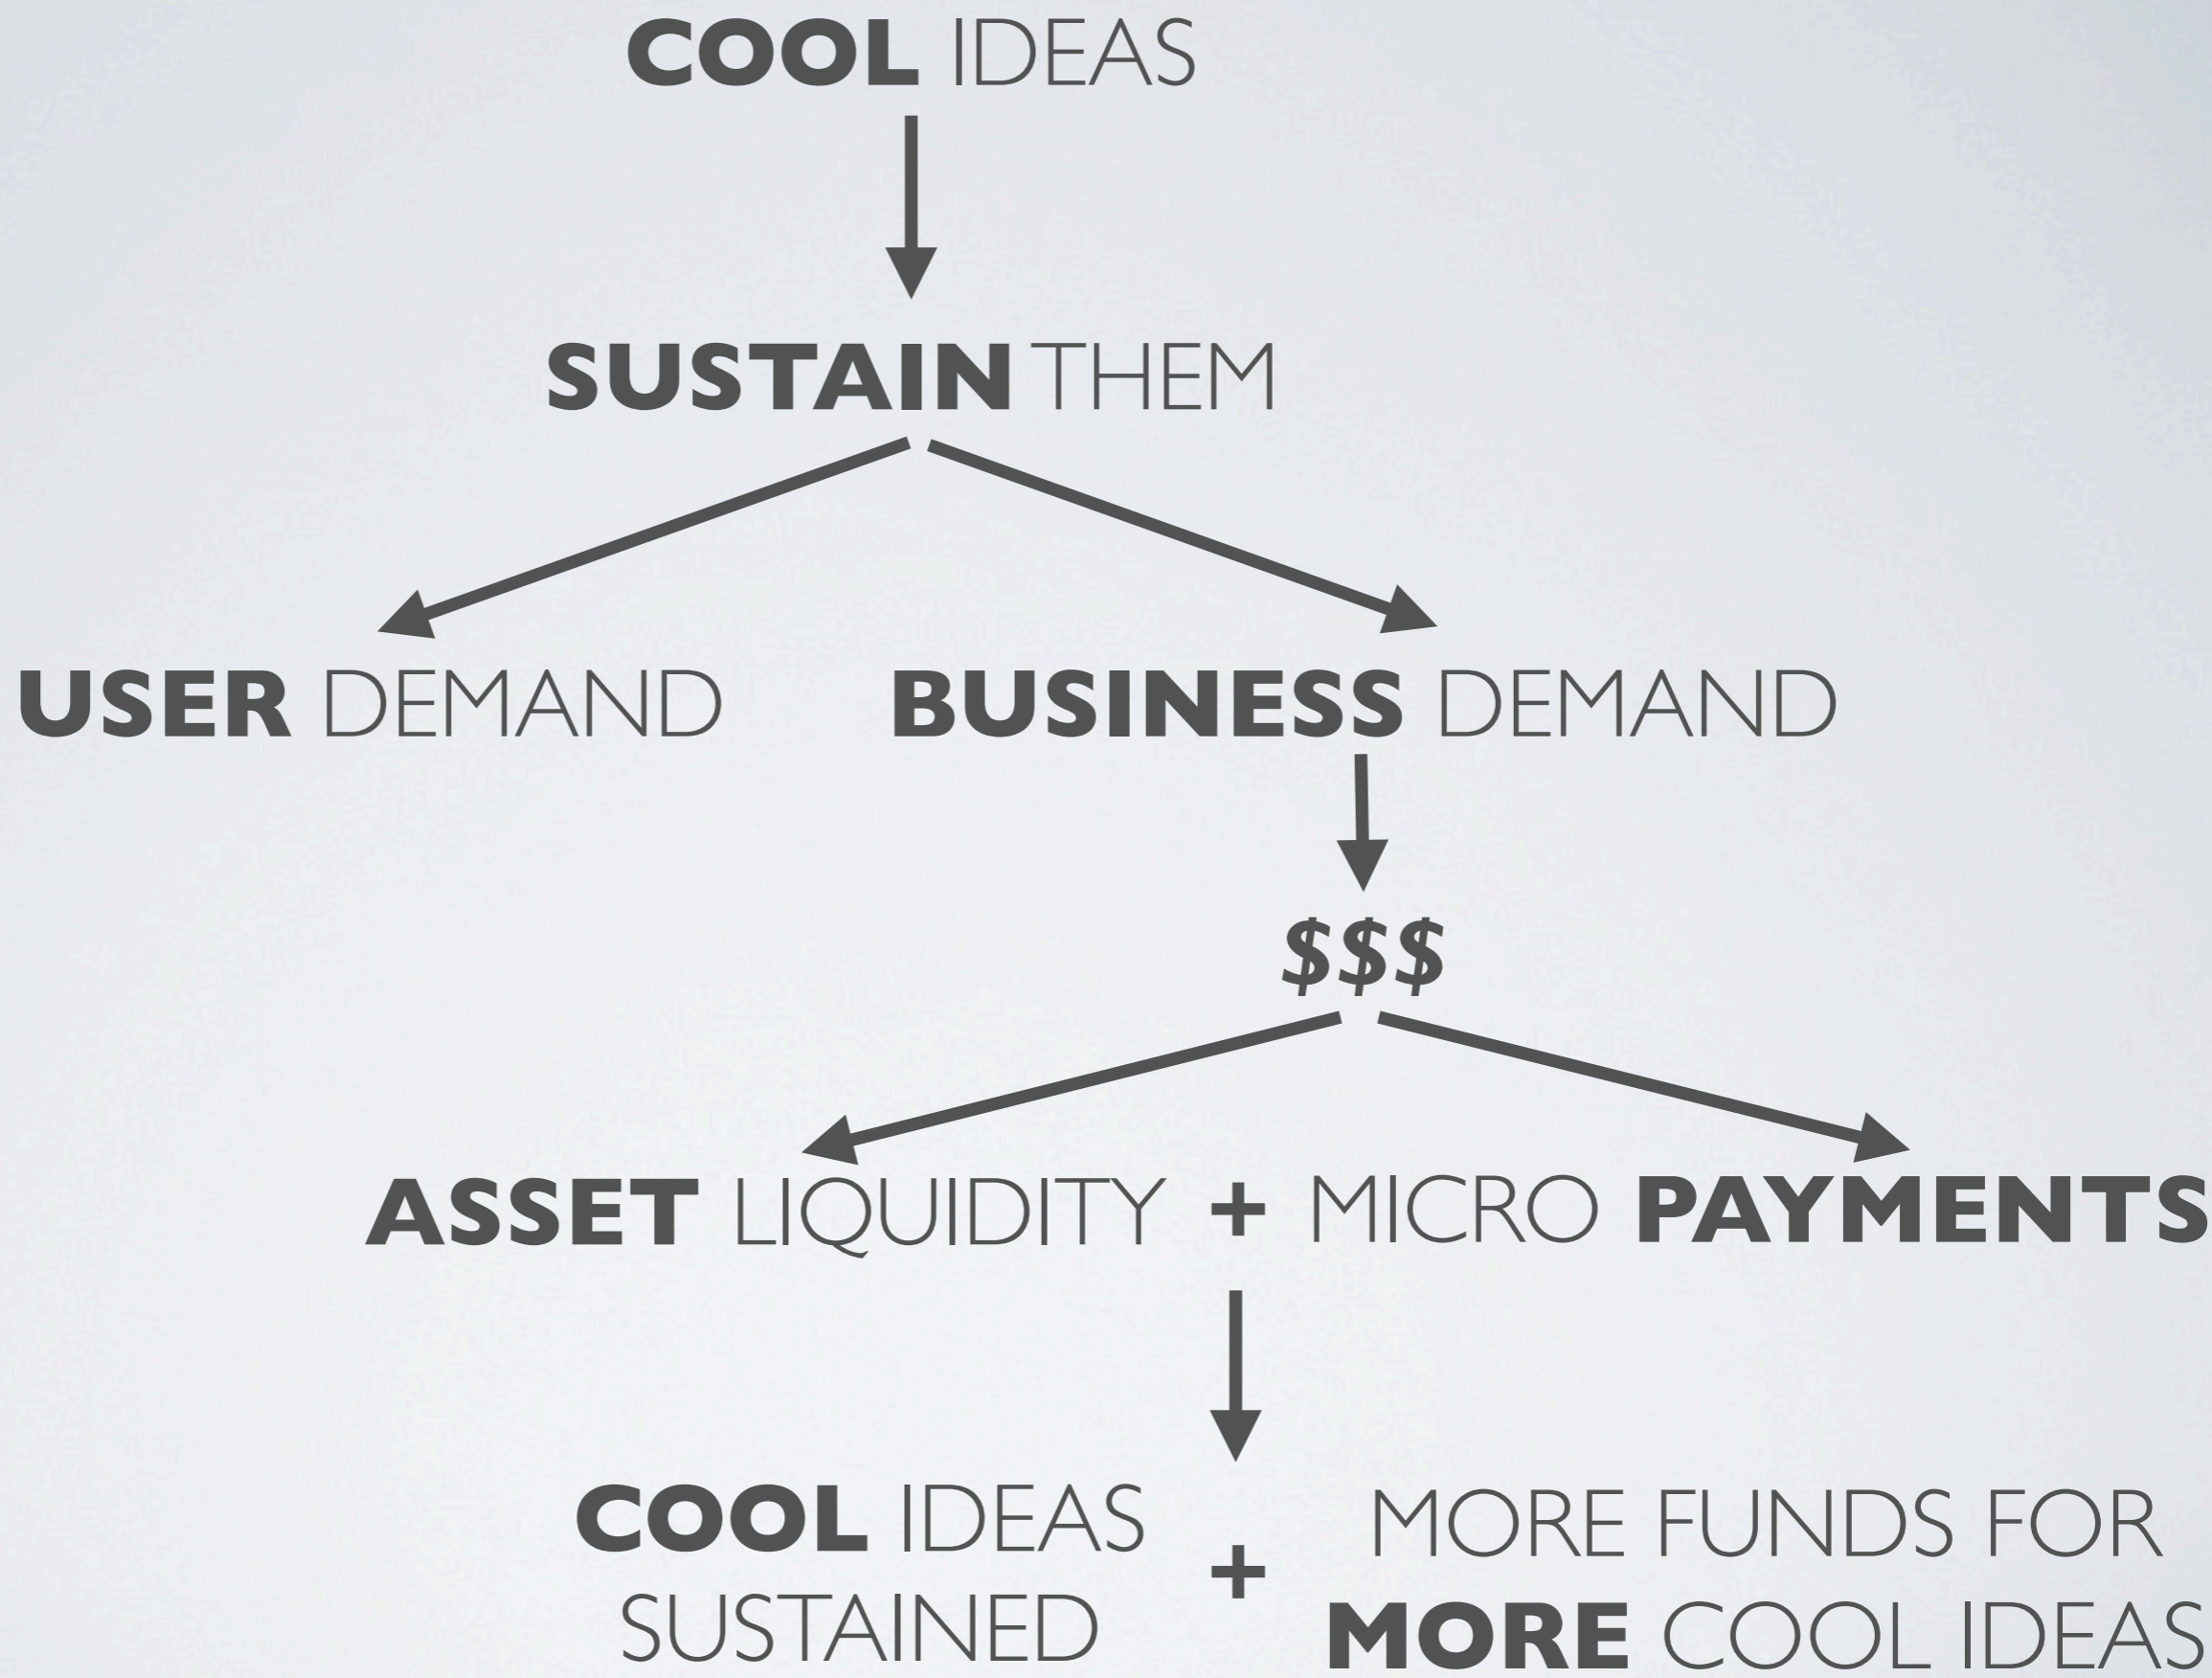 COOL IDEAS
SUSTAIN THEM
USER DEMAND BUSINESS DEMAND
$$$
ASSET LIQUIDITY + MICRO PAYMENTS
COOL IDEAS
SUSTAINED
+
MORE FUNDS FOR
MORE COOL IDEAS